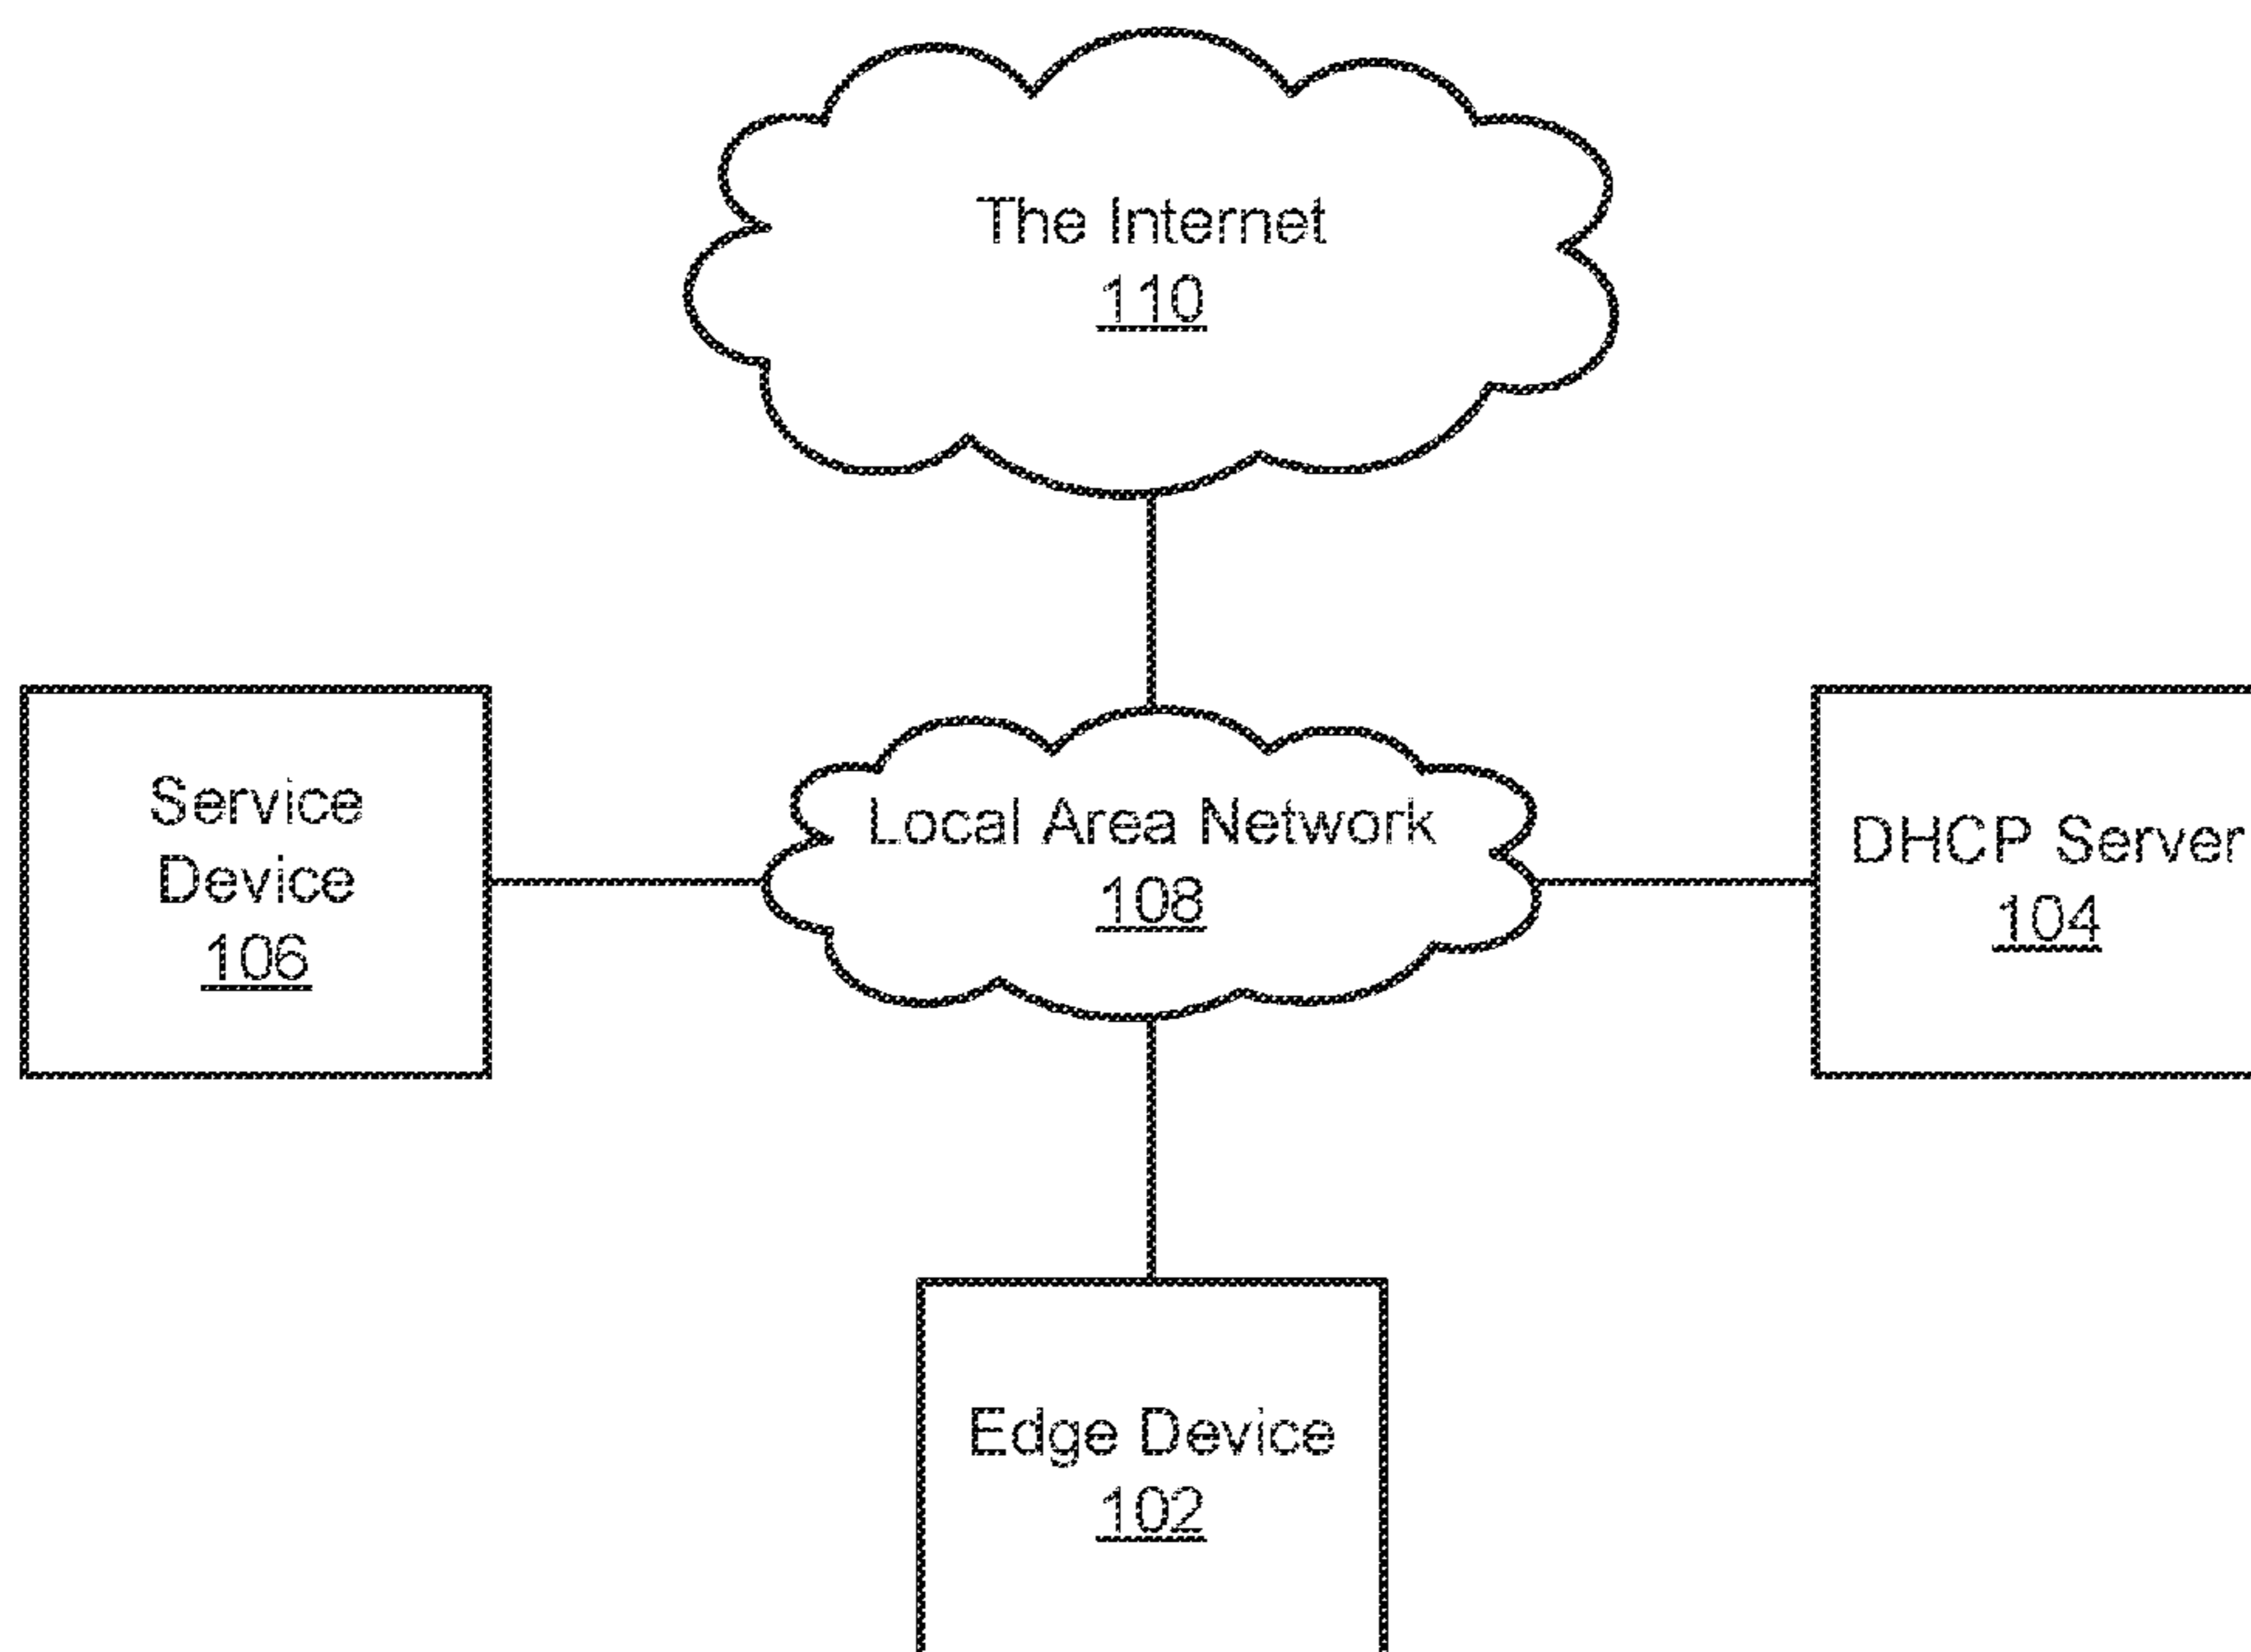 The Internet
110
Service
Device
106
Local Area Network
108
DHCP Server
104
Edge Device
102